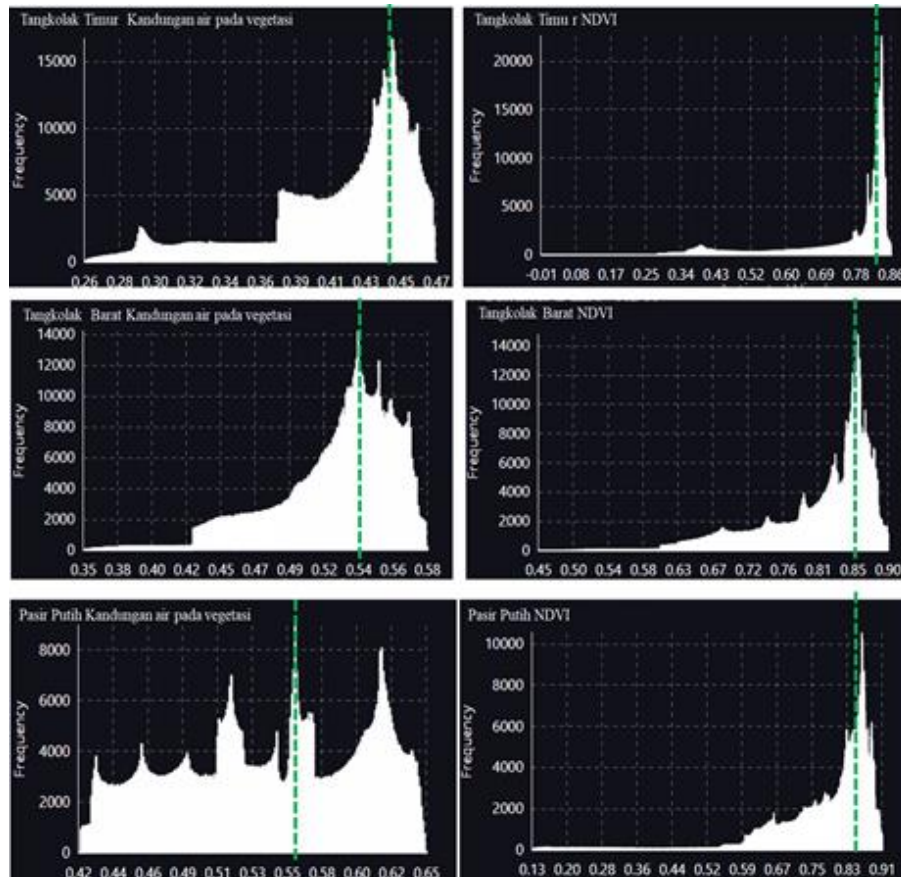 Tangkolak Timur Kandungan air pada vegetasi
15000
10000
5000
0
Frequency
0.26 0.28 0.30 0.32 0.34 0.36 0.38 0.39 0.41 0.43 0.45 0.47
Tangkolak Timu r NDVI
20000
15000
10000
5000
0
Frequency
-0.01 0.08 0.17 0.25 0.34 0.43 0.52 0.60 0.69 0.78 0.86
Tangkolak Barat Kandungan air pada vegetasi
14000
12000
10000
8000
6000
4000
2000
0
Frequency
0.35 0.38 0.40 0.42 0.45 0.47 0.49 0.52 0.54 0.56 0.58
Tangkolak Barat NDVI
14000
12000
10000
8000
6000
4000
2000
0
Frequency
0.45 0.50 0.54 0.58 0.63 0.67 0.72 0.76 0.81 0.85 0.90
Pasir Putih Kandungan air pada vegetasi
8000
6000
4000
2000
0
Frequency
0.42 0.44 0.46 0.49 0.51 0.53 0.55 0.58 0.60 0.62 0.65
Pasir Putih NDVI
10000
8000
6000
4000
2000
0
Frequency
0.13 0.20 0.28 0.36 0.44 0.52 0.59 0.67 0.75 0.83 0.91